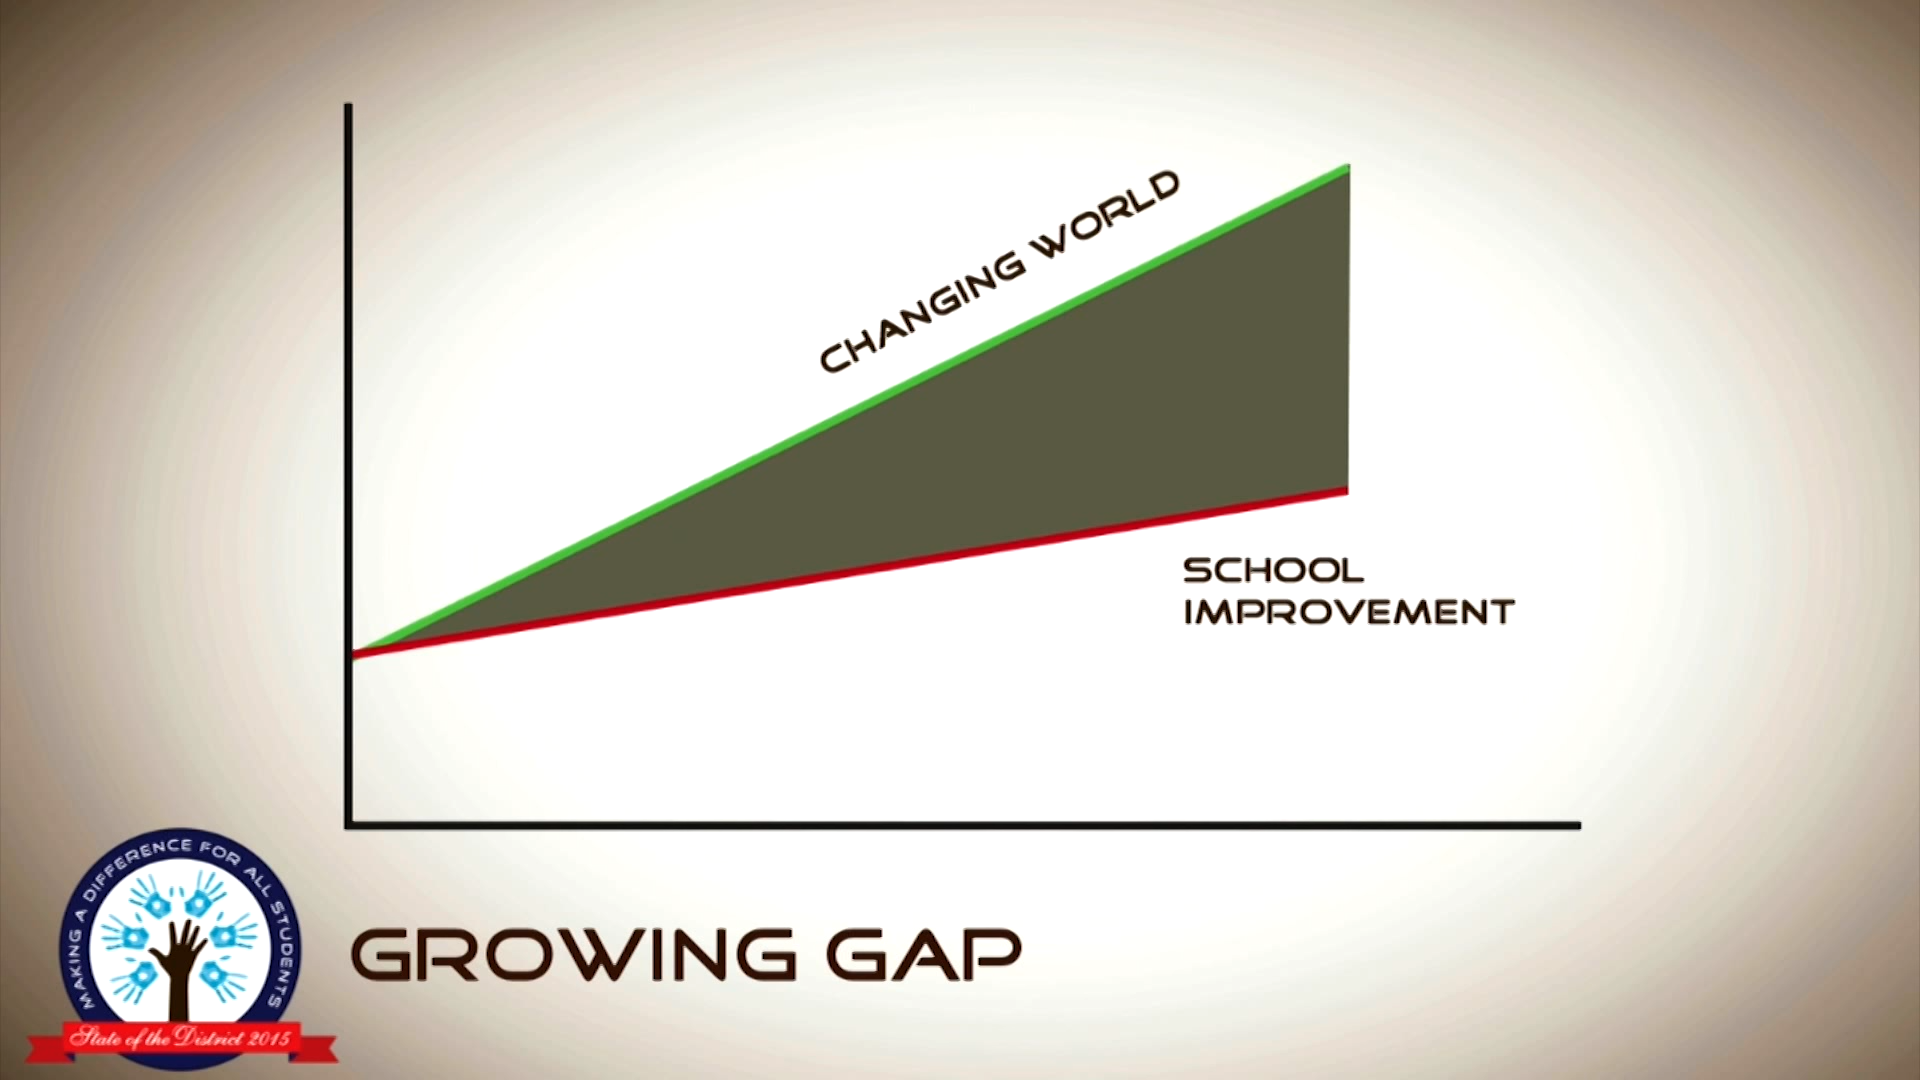 CHANGING WORLD
SCHOOL
IMPROVEMENT
GROWING GAP
MAKING A DIFFERENCE FOR ALL STUDENTS
State of the District 2015